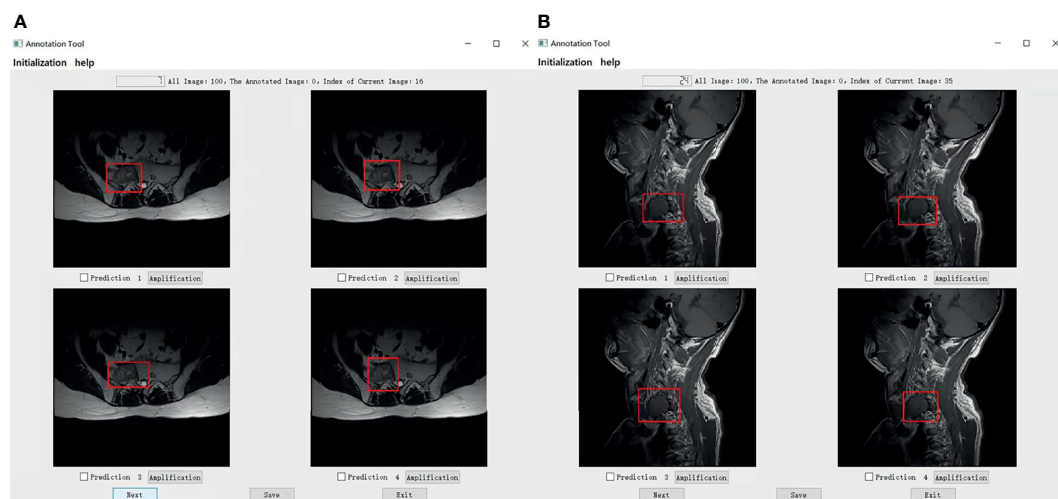 A
Annotation Tool
Initialization help
7 All Image: 100, The Annotated Image: 0, Index of Current Image: 16
Prediction 1 Amplification
Prediction 2 Amplification
Prediction 3 Amplification
Prediction 4 Amplification
Next Save Exit
B
Annotation Tool
Initialization help
24 All Image: 100, The Annotated Image: 0, Index of Current Image: 35
Prediction 1 Amplification
Prediction 2 Amplification
Prediction 3 Amplification
Prediction 4 Amplification
Next Save Exit